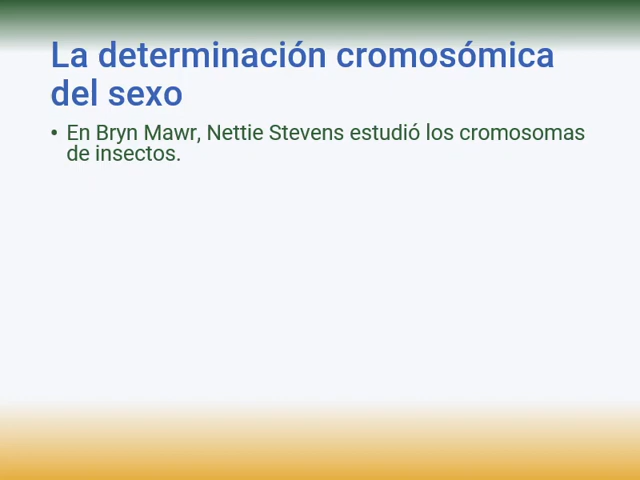 La determinación cromosómica
del sexo
• En Bryn Mawr, Nettie Stevens estudió los cromosomas
de insectos.